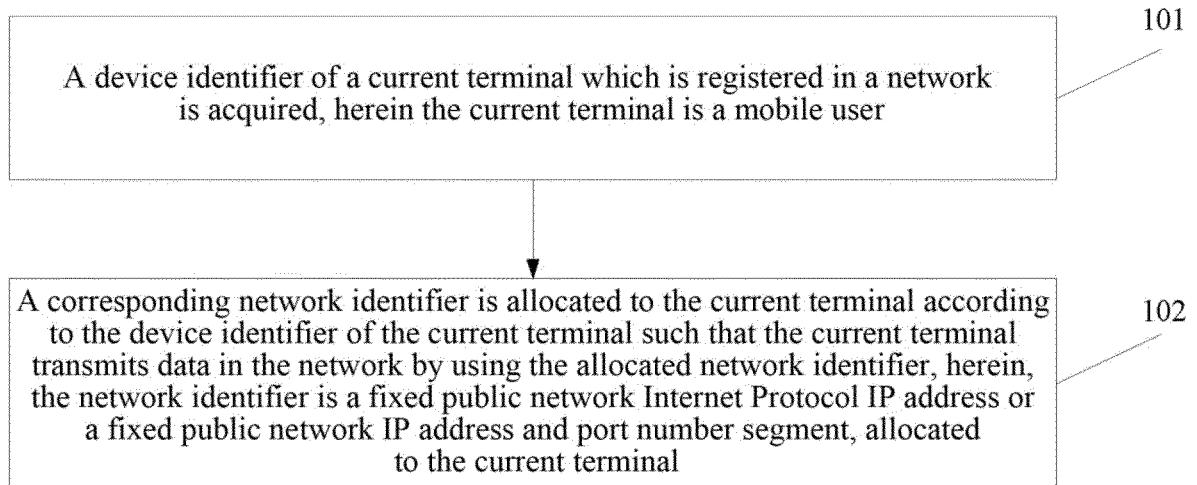 101
A device identifier of a current terminal which is registered in a network
is acquired, herein the current terminal is a mobile user
A corresponding network identifier is allocated to the current terminal according
to the device identifier of the current terminal such that the current terminal
transmits data in the network by using the allocated network identifier, herein,
the network identifier is a fixed public network Internet Protocol IP address or
a fixed public network IP address and port number segment, allocated
to the current terminal
102